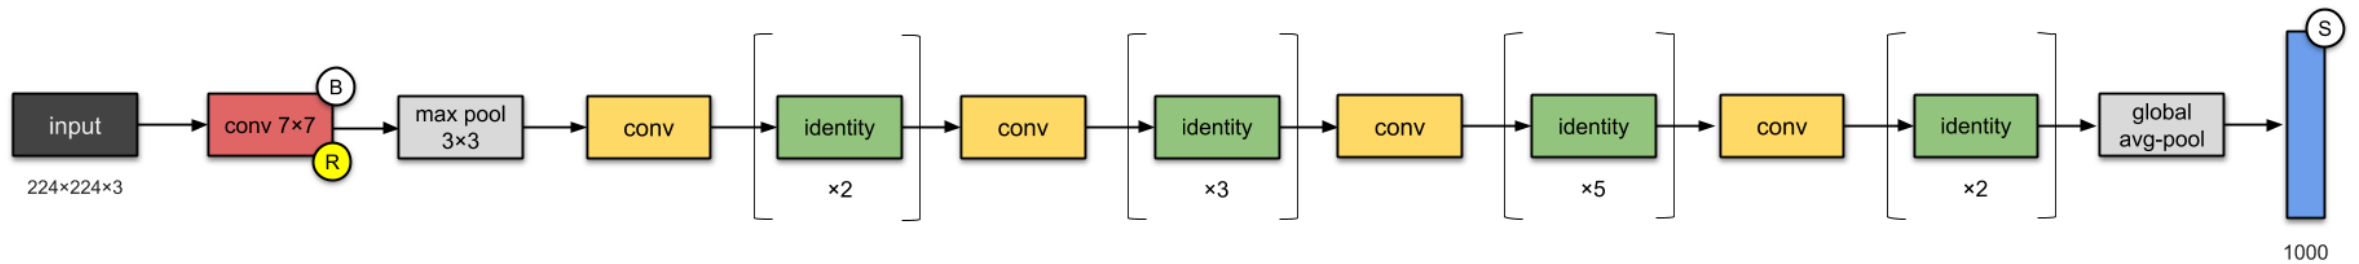 input
224×224×3
conv 7×7
B
R
max pool
3×3
conv
identity
×2
conv
identity
×3
conv
identity
×5
conv
identity
×2
global
avg-pool
S
1000